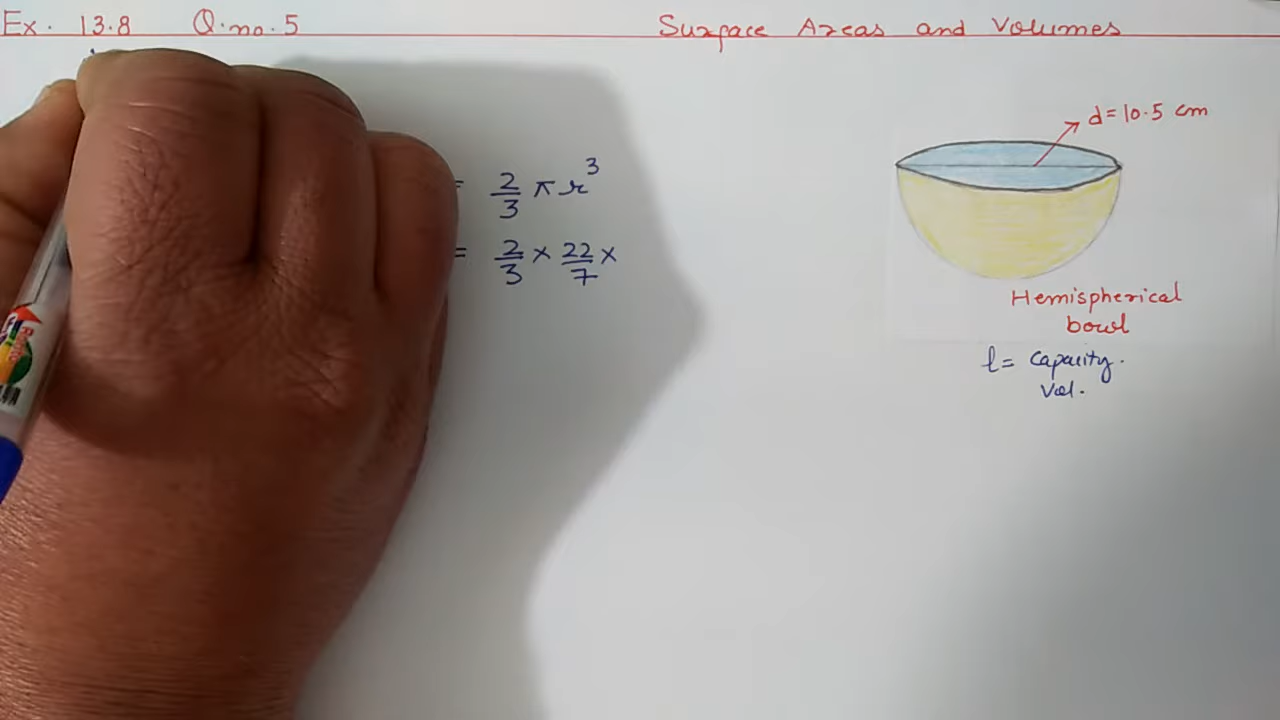 Ex. 13.8 Q.no.5 Surface Areas and Volumes
d=10.5 cm
= 2/3 π r³
= 2/3 × 22/7 ×
Hemispherical
bowl
l= Capacity.
Vol.